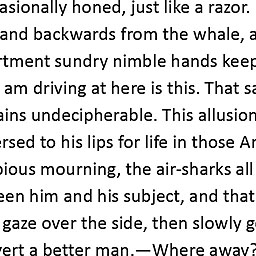 asionally honed, just like a razor.
and backwards from the whale, a
rtment sundry nimble hands keep
am driving at here is this. That sa
ains undecipherable. This allusion
ersed to his lips for life in those Ar
oious mourning, the air-sharks all
een him and his subject, and that
gaze over the side, then slowly g
vert a better man.—Where away?